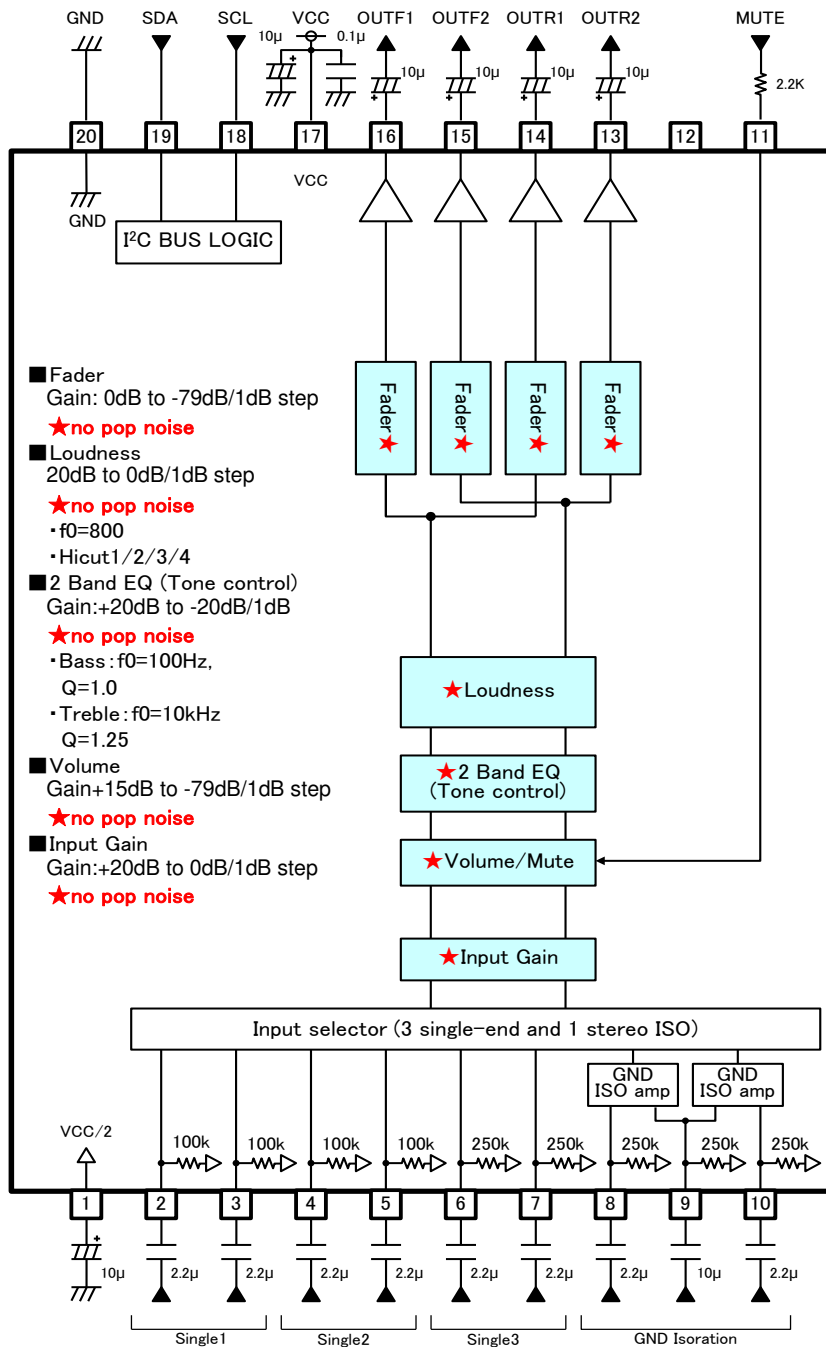 GND SDA SCL VCC OUTF1 OUTF2 OUTR1 OUTR2 MUTE
10μ 0.1μ 10μ 10μ 10μ 10μ 2.2K
20 19 18 17 16 15 14 13 12 11
GND VCC
I²C BUS LOGIC
Fader★ Fader★ Fader★ Fader★
■Fader
Gain: 0dB to -79dB/1dB step
★no pop noise
■Loudness
20dB to 0dB/1dB step
★no pop noise
・f0=800
・Hicut1/2/3/4
■2 Band EQ (Tone control)
Gain:+20dB to -20dB/1dB
★no pop noise
・Bass:f0=100Hz,
Q=1.0
・Treble:f0=10kHz
Q=1.25
■Volume
Gain+15dB to -79dB/1dB step
★no pop noise
■Input Gain
Gain:+20dB to 0dB/1dB step
★no pop noise
★Loudness
★2 Band EQ
(Tone control)
★Volume/Mute
★Input Gain
Input selector (3 single-end and 1 stereo ISO)
GND
ISO amp
GND
ISO amp
VCC/2 100k 100k 100k 100k 250k 250k 250k 250k 250k
1 2 3 4 5 6 7 8 9 10
10μ 2.2μ 2.2μ 2.2μ 2.2μ 2.2μ 2.2μ 2.2μ 10μ 2.2μ
Single1 Single2 Single3 GND Isoration